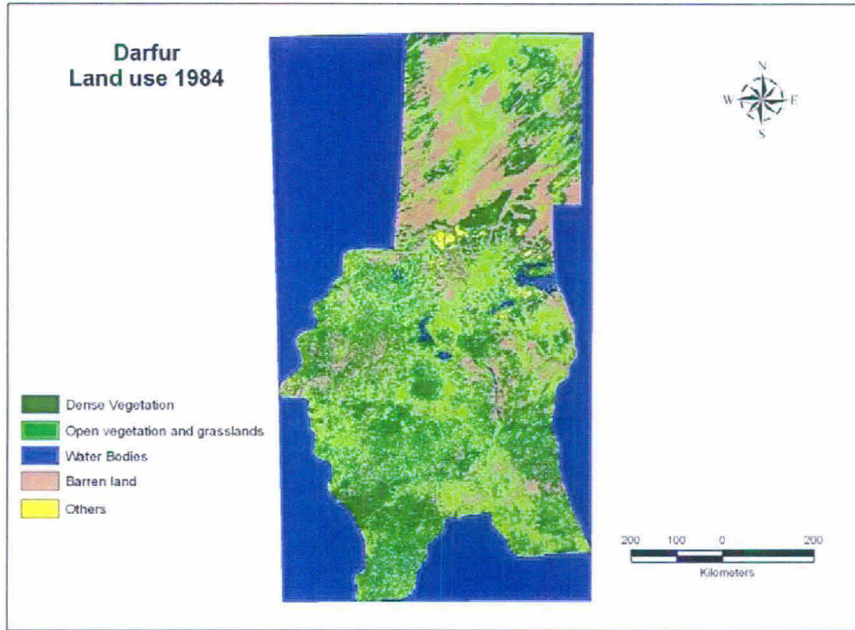 Darfur
Land use 1984
N
W E
S
Dense Vegetation
Open vegetation and grasslands
Water Bodies
Barren land
Others
200 100 0 200
Kilometers